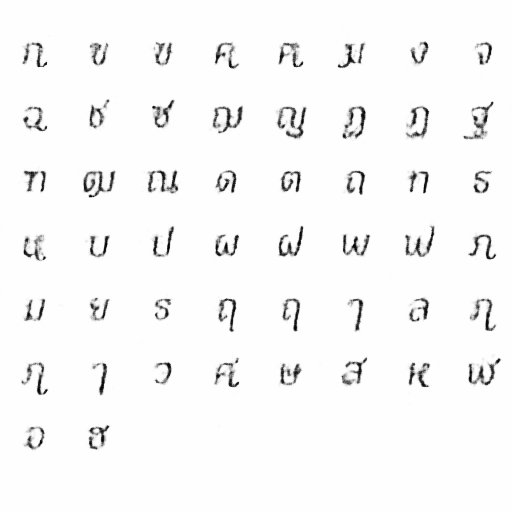 ก ข ฃ ค ฅ ฆ ง จ
ฉ ช ซ ฌ ญ ฎ ฏ ฐ
ฑ ฒ ณ ด ต ถ ท ธ
น บ ป ผ ฝ พ ฟ ภ
ม ย ร ฤ ฤ ๅ ล ฦ
ฦ ๅ ว ศ ษ ส ห ฬ
อ ฮ